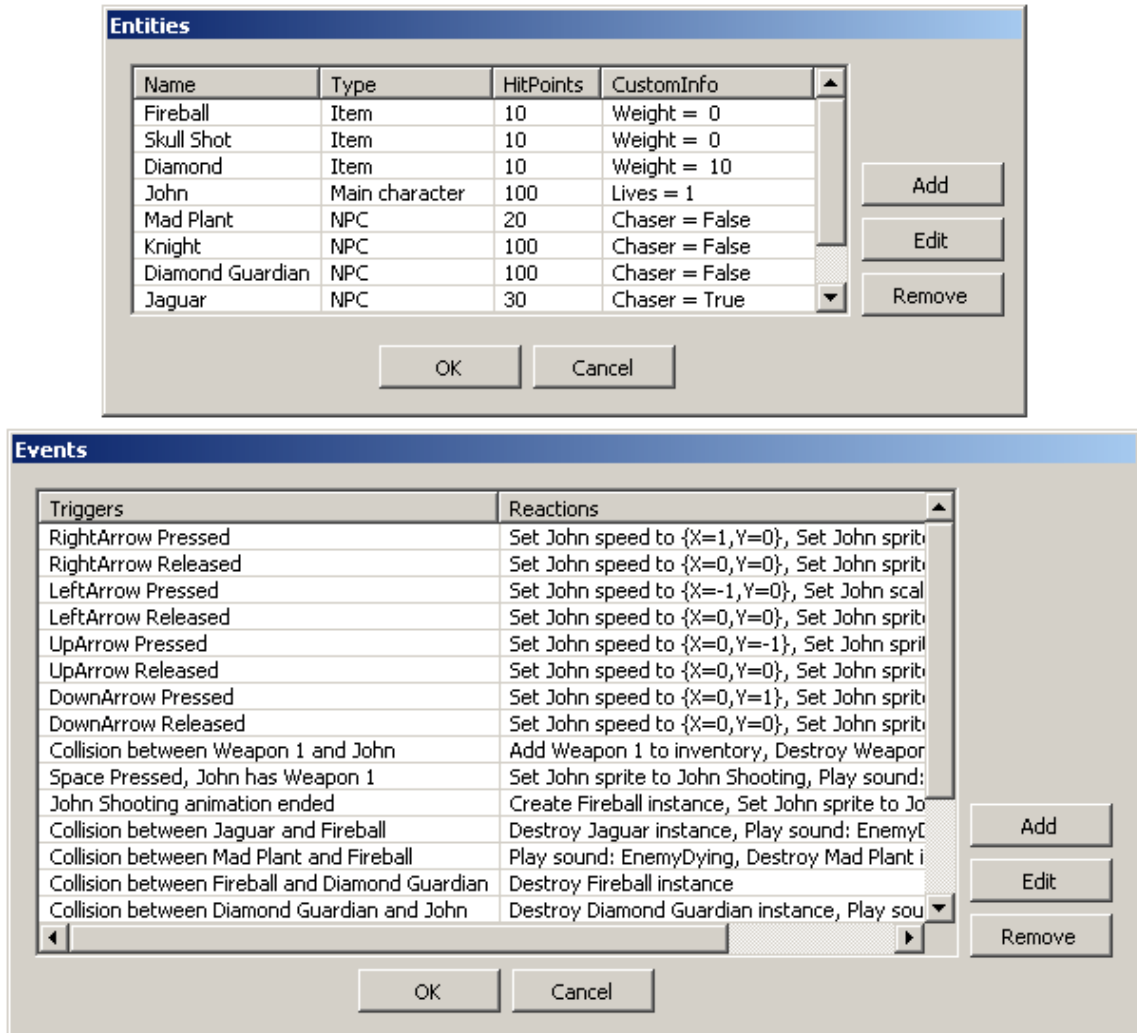 Entities
Name Type HitPoints CustomInfo
Fireball Item 10 Weight = 0
Skull Shot Item 10 Weight = 0
Diamond Item 10 Weight = 10
John Main character 100 Lives = 1
Mad Plant NPC 20 Chaser = False
Knight NPC 100 Chaser = False
Diamond Guardian NPC 100 Chaser = False
Jaguar NPC 30 Chaser = True
Add
Edit
Remove
OK Cancel
Events
Triggers Reactions
RightArrow Pressed Set John speed to {X=1,Y=0}, Set John sprit
RightArrow Released Set John speed to {X=0,Y=0}, Set John sprit
LeftArrow Pressed Set John speed to {X=-1,Y=0}, Set John scal
LeftArrow Released Set John speed to {X=0,Y=0}, Set John sprit
UpArrow Pressed Set John speed to {X=0,Y=-1}, Set John spri
UpArrow Released Set John speed to {X=0,Y=0}, Set John sprit
DownArrow Pressed Set John speed to {X=0,Y=1}, Set John sprit
DownArrow Released Set John speed to {X=0,Y=0}, Set John sprit
Collision between Weapon 1 and John Add Weapon 1 to inventory, Destroy Weapon
Space Pressed, John has Weapon 1 Set John sprite to John Shooting, Play sound:
John Shooting animation ended Create Fireball instance, Set John sprite to Jo
Collision between Jaguar and Fireball Destroy Jaguar instance, Play sound: EnemyD
Collision between Mad Plant and Fireball Play sound: EnemyDying, Destroy Mad Plant i
Collision between Fireball and Diamond Guardian Destroy Fireball instance
Collision between Diamond Guardian and John Destroy Diamond Guardian instance, Play sou
Add
Edit
Remove
OK Cancel